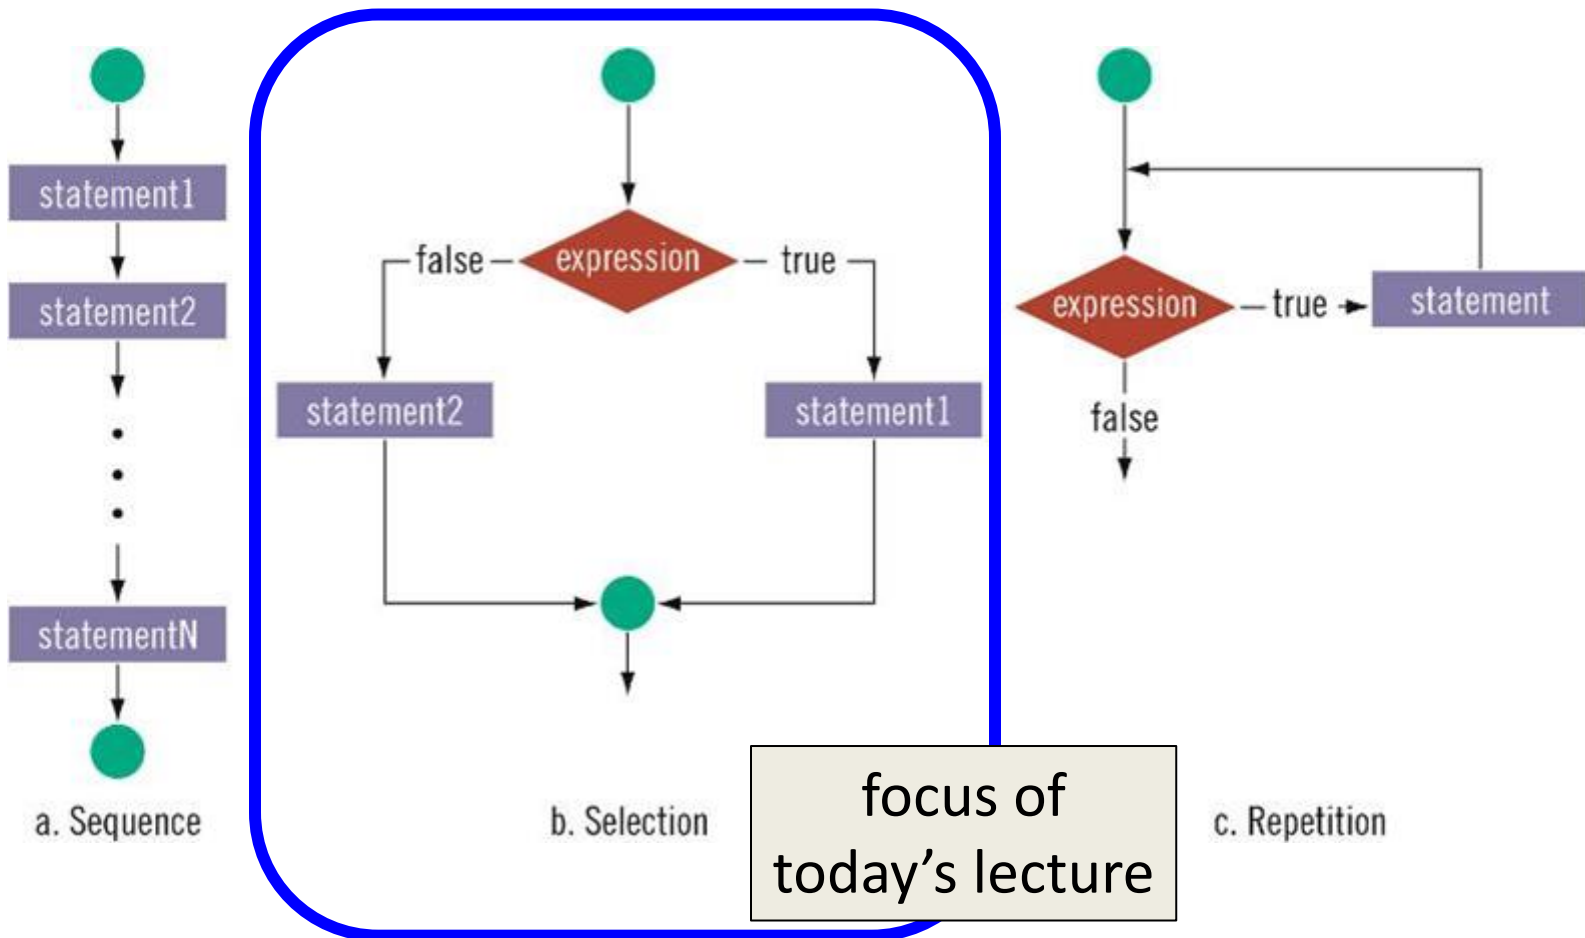 statement1
statement2
statementN
a. Sequence
expression
false
true
statement2
statement1
b. Selection
focus of
today's lecture
expression
true
statement
false
c. Repetition